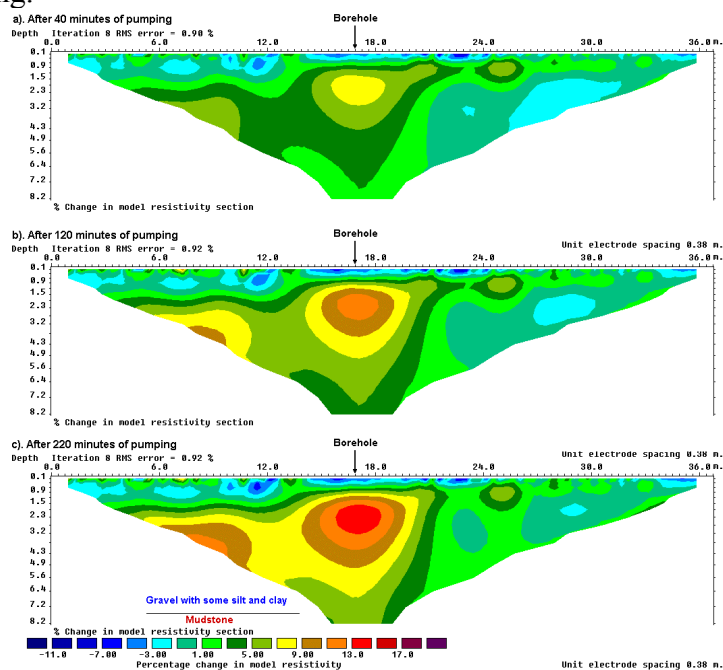 ng.
a). After 40 minutes of pumping
Borehole
Depth Iteration 8 RMS error = 0.90 %
0.0 6.0 12.0 18.0 24.0 30.0 36.0 m.
0.1
0.9
1.5
2.3
3.2
4.3
4.9
5.6
6.4
7.2
8.2
% Change in model resistivity section
b). After 120 minutes of pumping
Borehole
Unit electrode spacing 0.38 m.
Depth Iteration 8 RMS error = 0.92 %
0.0 6.0 12.0 18.0 24.0 30.0 36.0 m.
0.1
0.9
1.5
2.3
3.2
4.3
4.9
5.6
6.4
7.2
8.2
% Change in model resistivity section
c). After 220 minutes of pumping
Borehole
Unit electrode spacing 0.38 m.
Depth Iteration 8 RMS error = 0.92 %
0.0 6.0 12.0 18.0 24.0 30.0 36.0 m.
0.1
0.9
1.5
2.3
3.2
4.3
4.9
5.6
6.4
7.2
8.2
Gravel with some silt and clay
Mudstone
% Change in model resistivity section
-11.0 -7.00 -3.00 1.00 5.00 9.00 13.0 17.0
Percentage change in model resistivity
Unit electrode spacing 0.38 m.